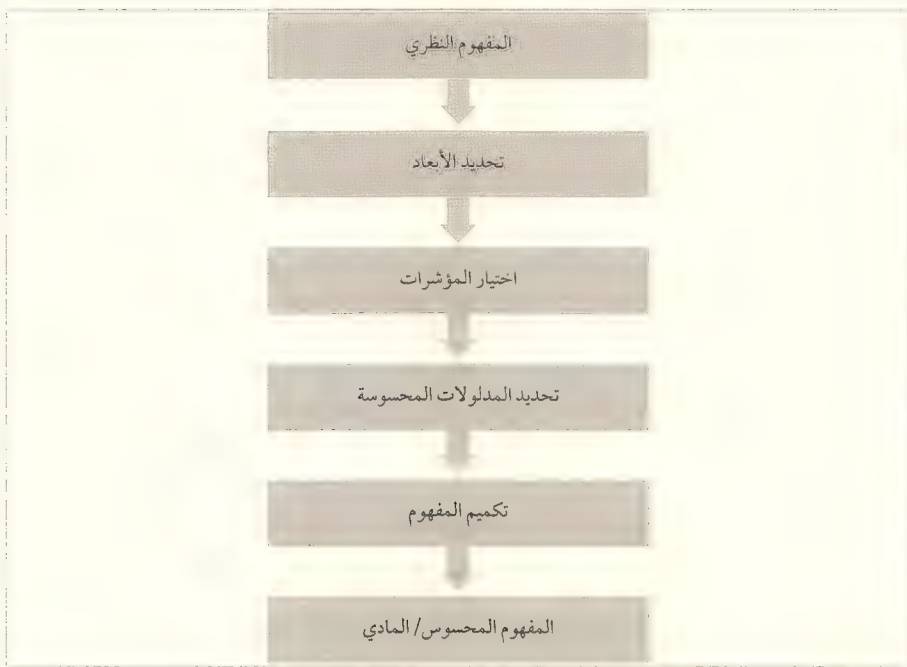 المفهوم النظري
تحديد الأبعاد
اختيار المؤشرات
تحديد المدلولات المحسوسة
تكميم المفهوم
المفهوم المحسوس/ المادي